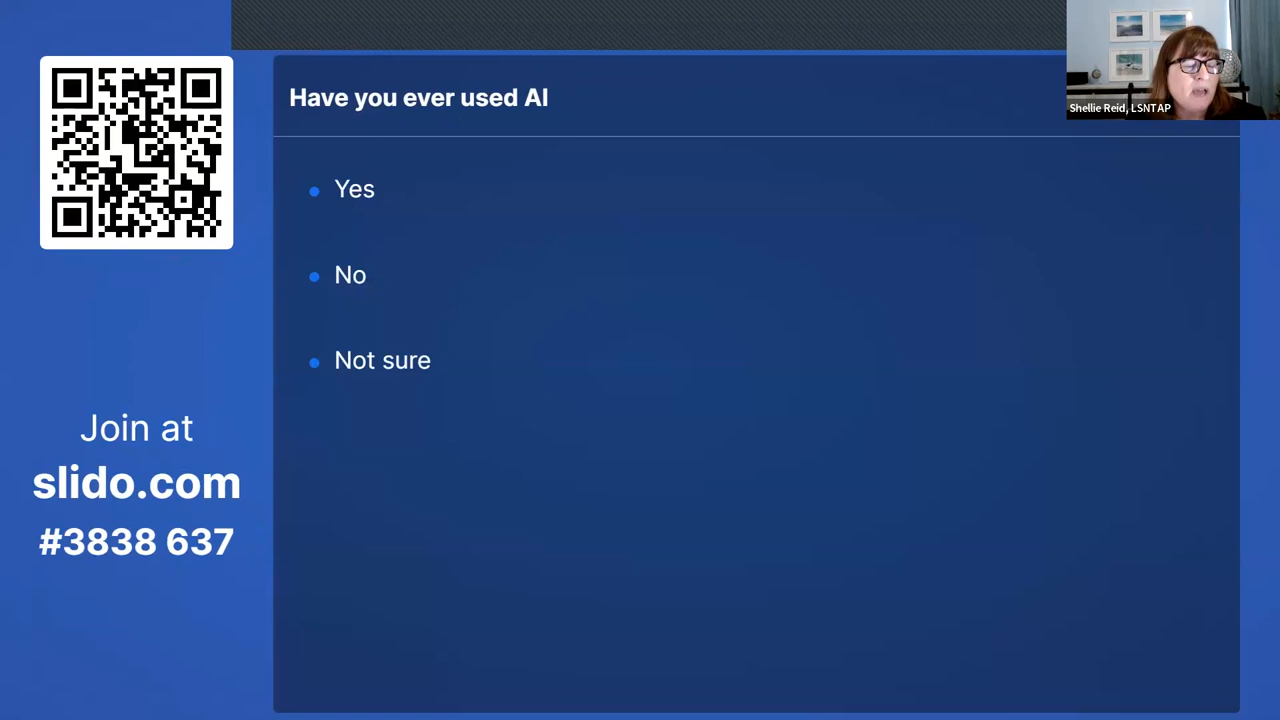 Have you ever used AI
Shellie Reid, LSNTAP
Yes
No
Not sure
Join at
slido.com
#3838 637